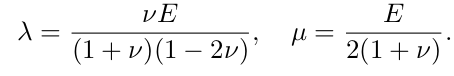 λ = νE / ((1 + ν)(1 − 2ν)), μ = E / (2(1 + ν)).